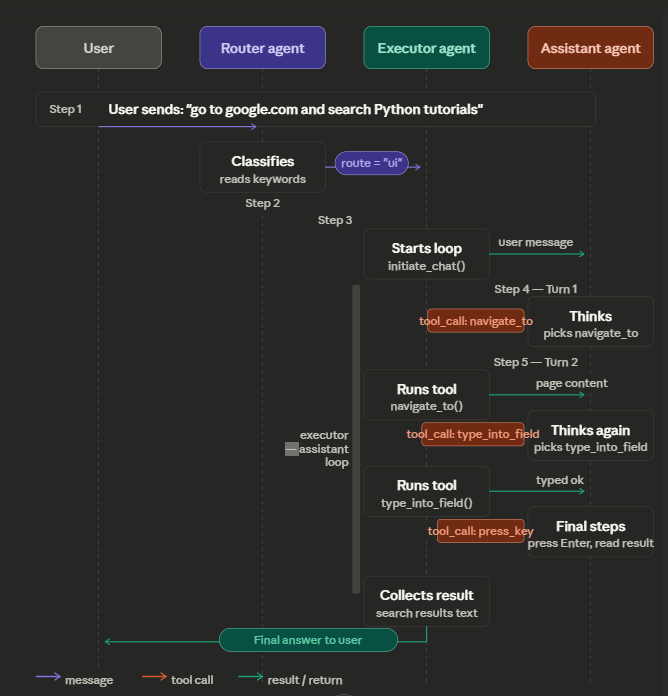 User
Router agent
Executor agent
Assistant agent
Step 1
User sends: "go to google.com and search Python tutorials"
Classifies
reads keywords
route = "ui"
Step 2
Step 3
Starts loop
initiate_chat()
user message
Step 4 — Turn 1
tool_call: navigate_to
Thinks
picks navigate_to
Step 5 — Turn 2
Runs tool
navigate_to()
page content
tool_call: type_into_field
Thinks again
picks type_into_field
executor
—assistant
loop
Runs tool
type_into_field()
typed ok
tool_call: press_key
Final steps
press Enter, read result
Collects result
search results text
Final answer to user
message
tool call
result / return